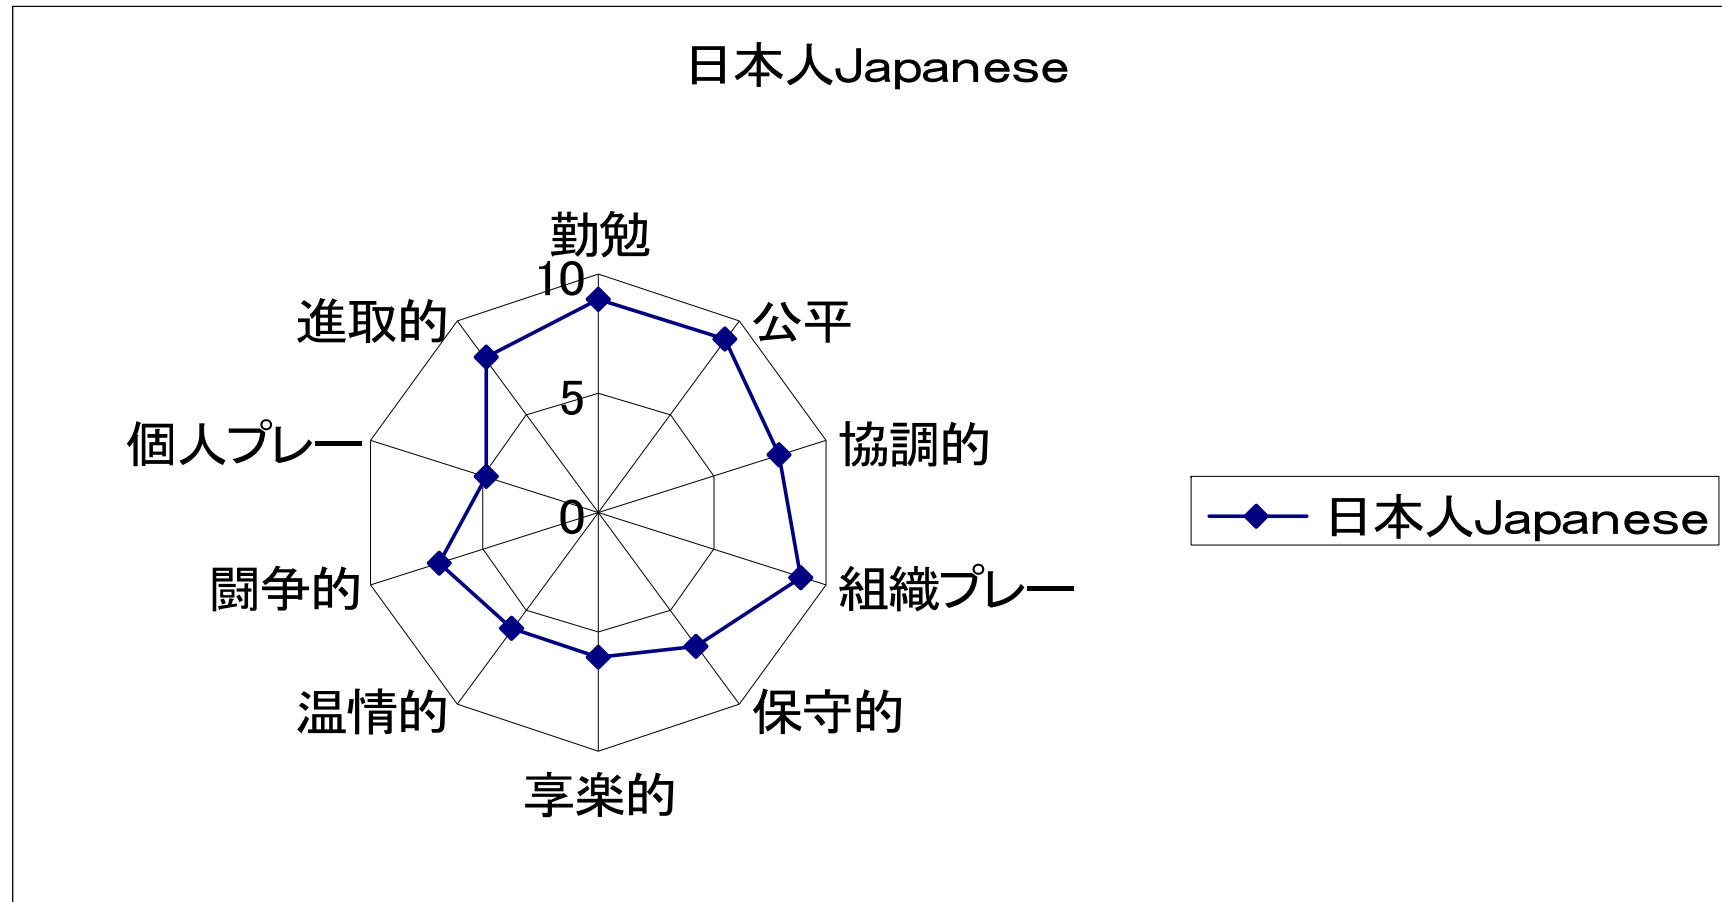 日本人Japanese
勤勉
10
進取的
公平
5
個人プレー
協調的
0
闘争的
組織プレー
温情的
保守的
享楽的
日本人Japanese